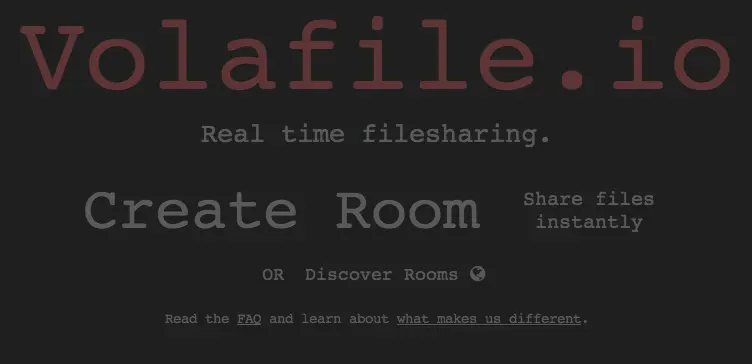 Volafile.io
Real time filesharing.
Create Room
Share files
instantly
OR Discover Rooms
Read the FAQ and learn about what makes us different.